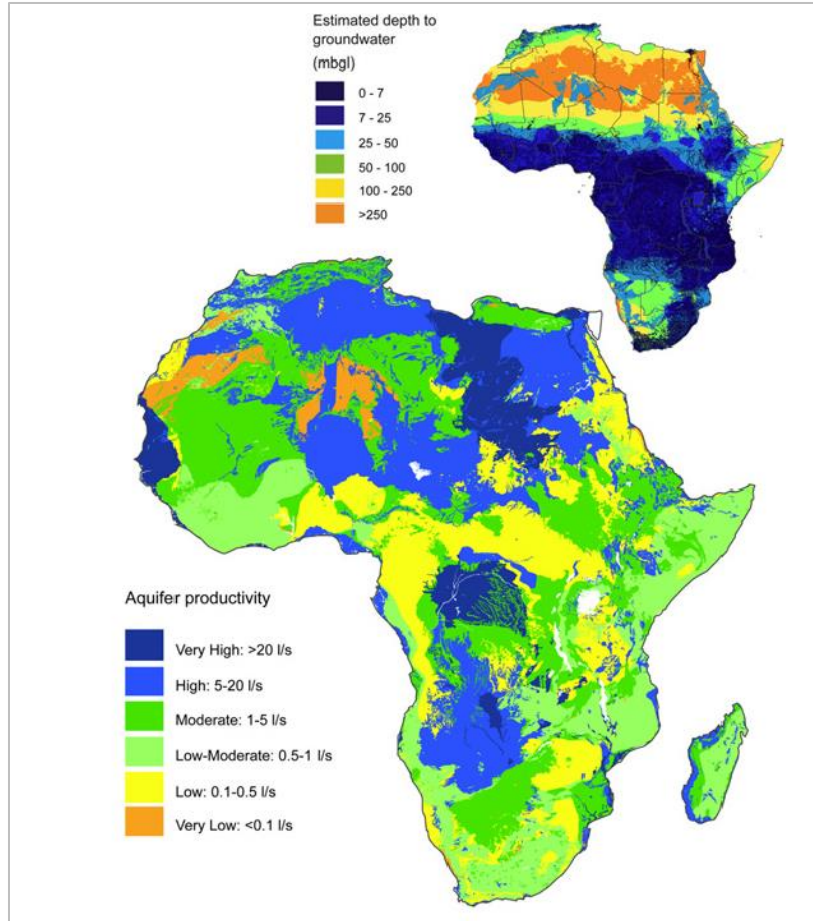 Estimated depth to
groundwater
(mbgl)
0 - 7
7 - 25
25 - 50
50 - 100
100 - 250
>250
Aquifer productivity
Very High: >20 l/s
High: 5-20 l/s
Moderate: 1-5 l/s
Low-Moderate: 0.5-1 l/s
Low: 0.1-0.5 l/s
Very Low: <0.1 l/s